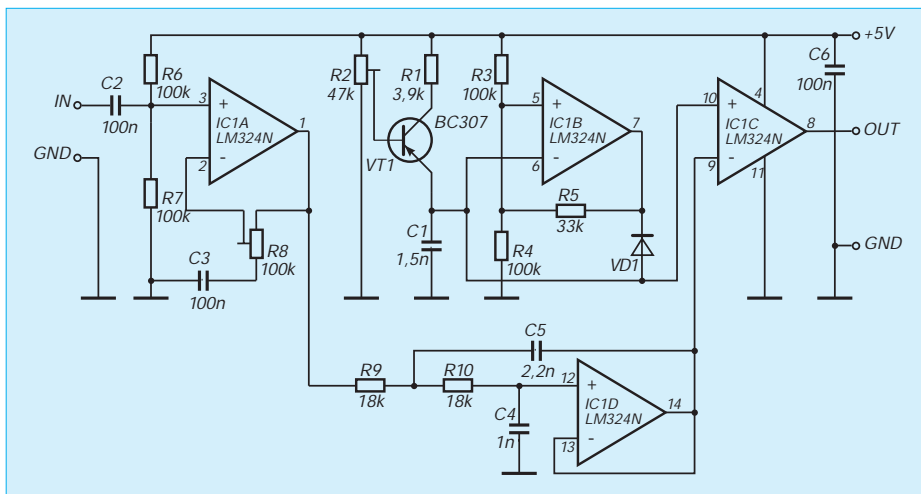 +5V
C2
R6
100k
IN
100n
3
+
IC1A
LM324N
1
-
2
GND
R7
100k
C3
100n
R8
100k
R2
47k
R1
3,9k
BC307
VT1
C1
1,5n
R3
100k
5
+
IC1B
LM324N
7
-
6
R5
33k
R4
100k
VD1
10
+
4
IC1C
LM324N
8
-
9
11
C6
100n
OUT
GND
R9
18k
R10
18k
C5
2,2n
C4
1n
12
+
IC1D
LM324N
14
-
13